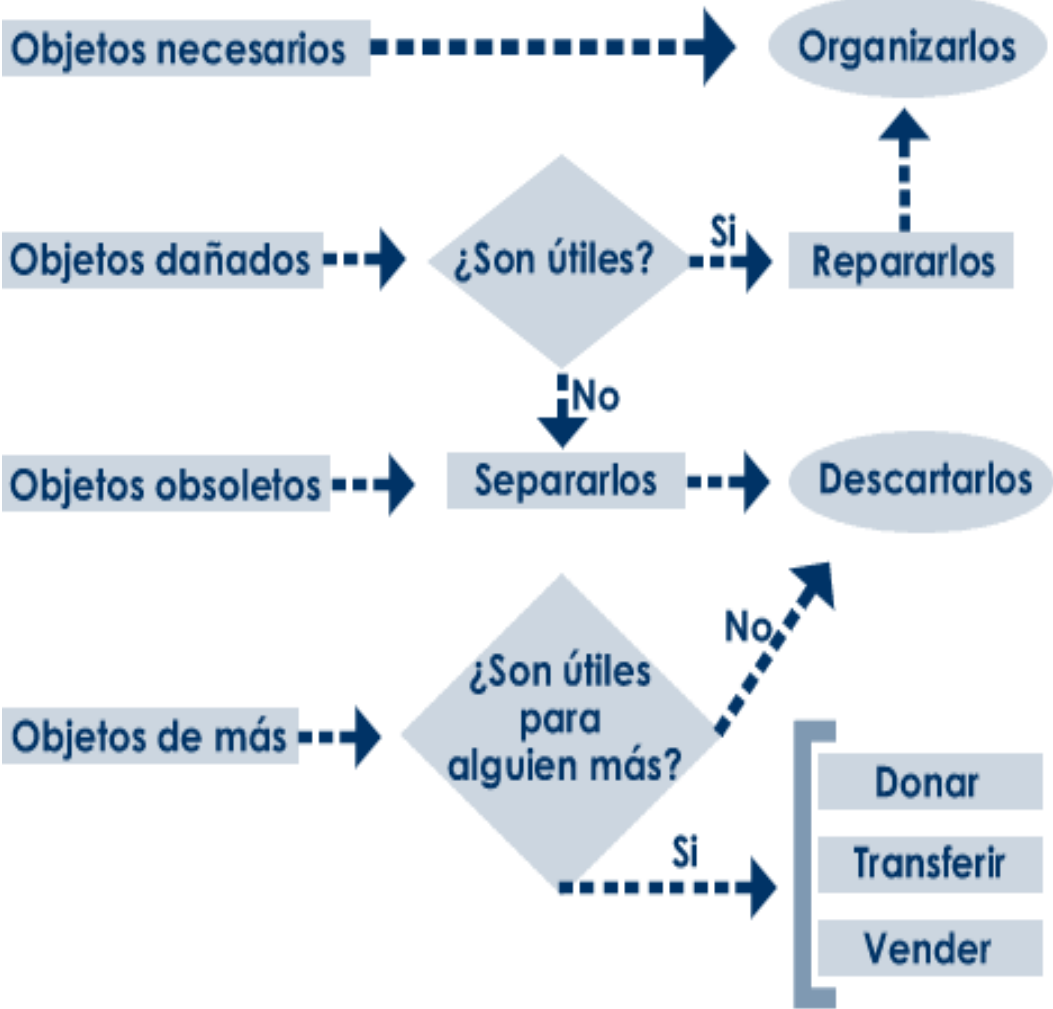 Objetos necesarios
Organizarlos
Objetos dañados
¿Son útiles?
Si
Repararlos
No
Objetos obsoletos
Separarlos
Descartarlos
Objetos de más
¿Son útiles
para
alguien más?
No
Si
Donar
Transferir
Vender